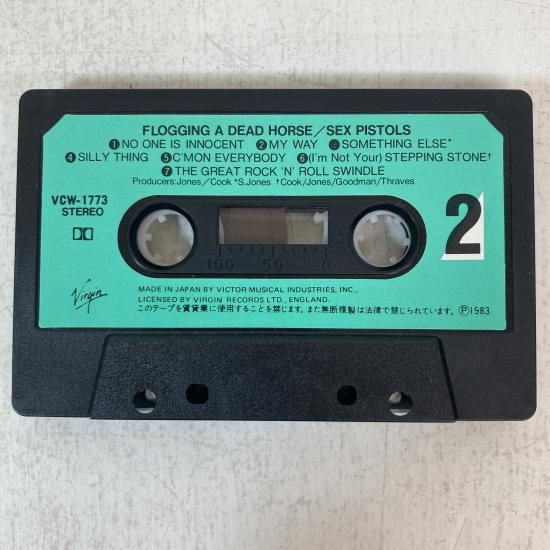 FLOGGING A DEAD HORSE/SEX PISTOLS
❶NO ONE IS INNOCENT ❷MY WAY ❸SOMETHING ELSE*
❹SILLY THING ❺C'MON EVERYBODY ❻(I'm Not Your) STEPPING STONE†
❼THE GREAT ROCK 'N' ROLL SWINDLE
Producers:Jones/Cook *S.Jones †Cook/Jones/Goodman/Thraves
VCW-1773
STEREO
2
100 50 0
Virgin
MADE IN JAPAN BY VICTOR MUSICAL INDUSTRIES, INC.,
LICENSED BY VIRGIN RECORDS LTD., ENGLAND.
このテープを賃貸業に使用することを禁じます。また無断複製は法律で禁じられています。Ⓟ1983